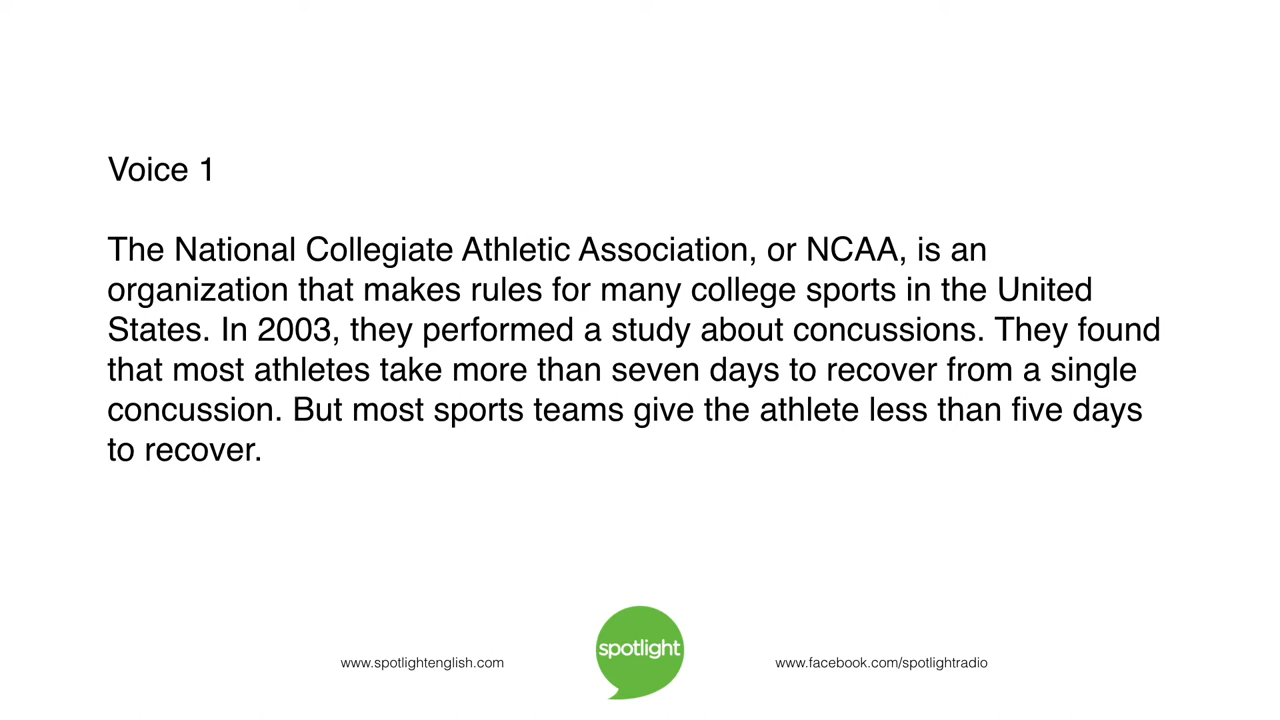 Voice 1
The National Collegiate Athletic Association, or NCAA, is an
organization that makes rules for many college sports in the United
States. In 2003, they performed a study about concussions. They found
that most athletes take more than seven days to recover from a single
concussion. But most sports teams give the athlete less than five days
to recover.
www.spotlightenglish.com
spotlight
www.facebook.com/spotlightradio